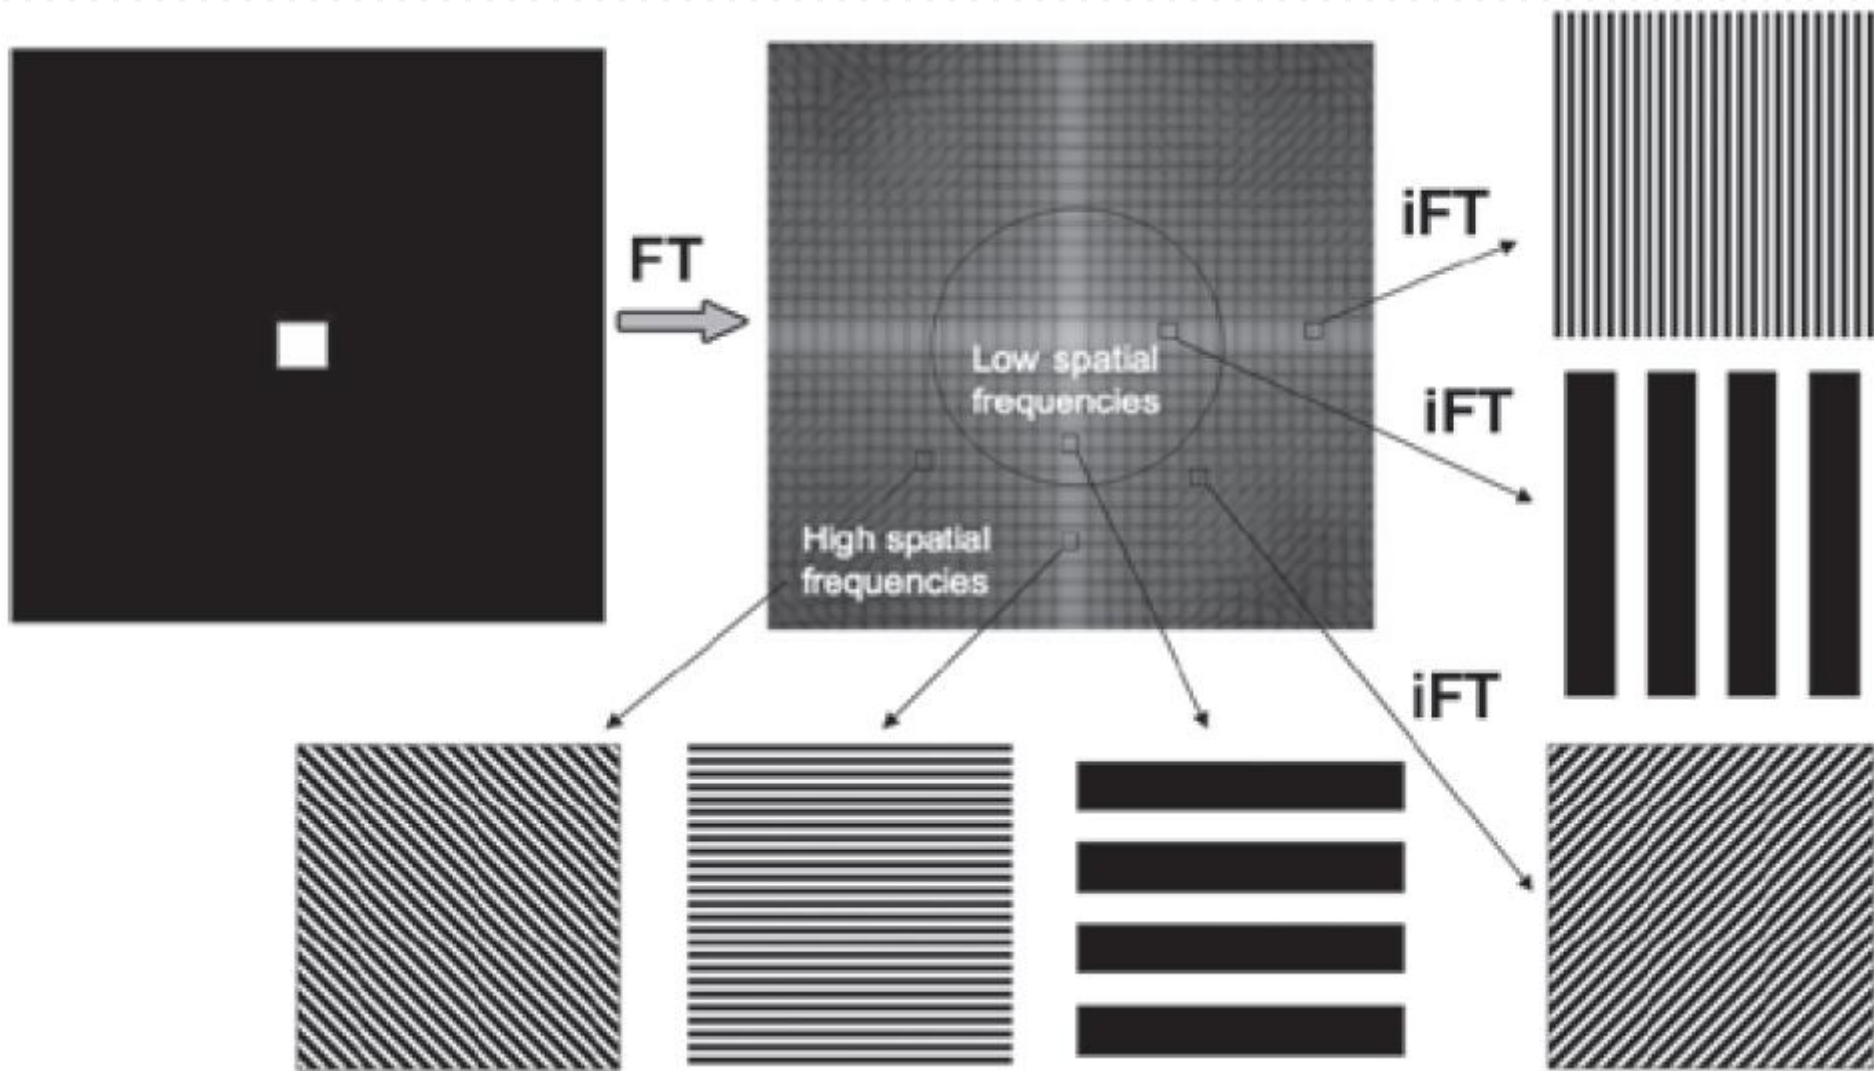 FT
iFT
Low spatial
frequencies
iFT
High spatial
frequencies
iFT